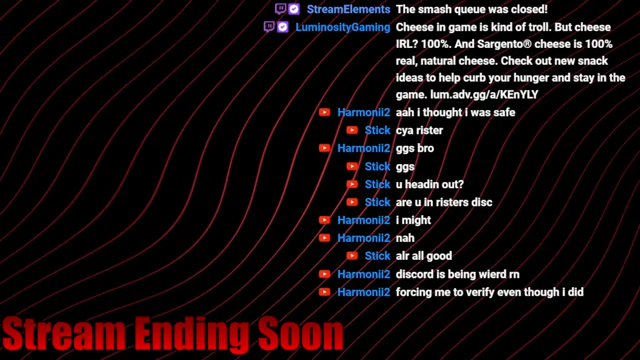 StreamElements The smash queue was closed!
LuminosityGaming Cheese in game is kind of troll. But cheese
IRL? 100%. And Sargento® cheese is 100%
real, natural cheese. Check out new snack
ideas to help curb your hunger and stay in the
game. lum.adv.gg/a/KEnYLY
Harmonii2 aah i thought i was safe
Stick cya rister
Harmonii2 ggs bro
Stick ggs
Stick u headin out?
Stick are u in risters disc
Harmonii2 i might
Harmonii2 nah
Stick alr all good
Harmonii2 discord is being wierd rn
Harmonii2 forcing me to verify even though i did
Stream Ending Soon